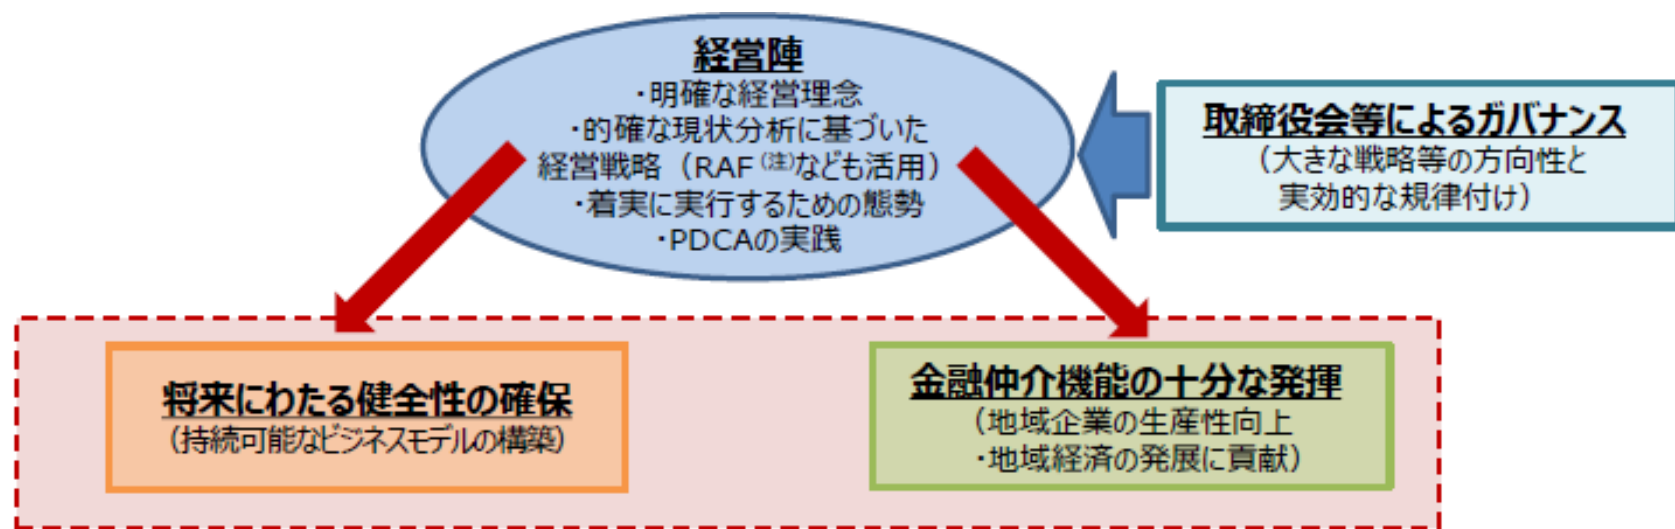 経営陣
・明確な経営理念
・的確な現状分析に基づいた
経営戦略（RAF（注）なども活用）
・着実に実行するための態勢
・PDCAの実践
取締役会等によるガバナンス
（大きな戦略等の方向性と
実効的な規律付け）
将来にわたる健全性の確保
（持続可能なビジネスモデルの構築）
金融仲介機能の十分な発揮
（地域企業の生産性向上
・地域経済の発展に貢献）